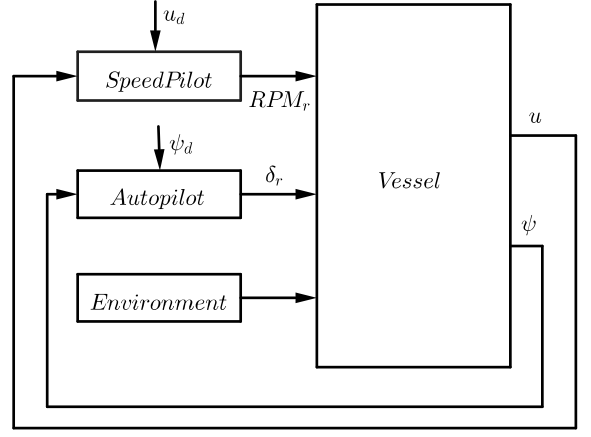 u_d
SpeedPilot
RPM_r
u
ψ_d
δ_r
Vessel
Autopilot
ψ
Environment